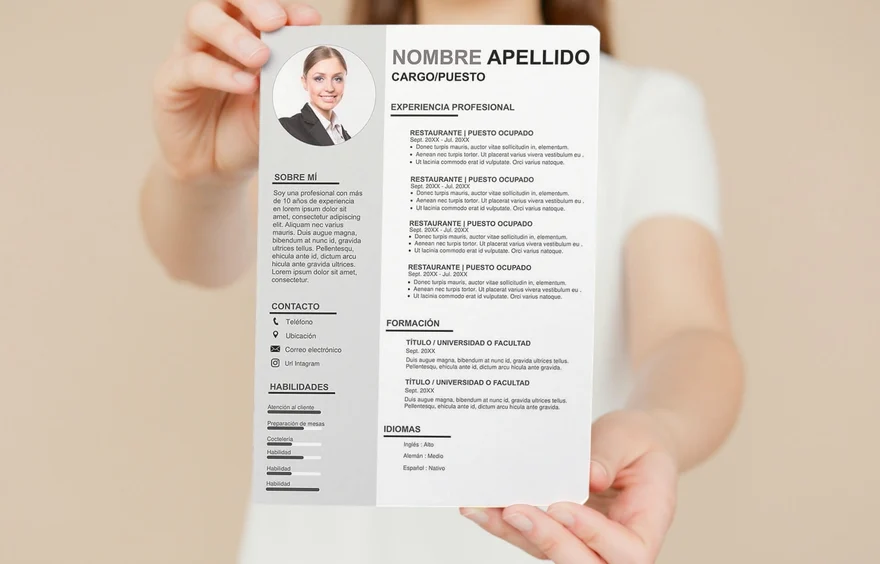 NOMBRE APELLIDO
CARGO/PUESTO
SOBRE MÍ
Soy una profesional con más
de 10 años de experiencia
en lorem ipsum dolor sit
amet, consectetur adipiscing
elit. Aliquam nec varius
mauris. Duis augue magna,
bibendum at nunc id, gravida
ultrices tellus. Pellentesqu,
ehicula ante id, dictum arcu
hicula ante gravida ultrices.
Lorem ipsum dolor sit amet,
consectetur.
CONTACTO
Teléfono
Ubicación
Correo electrónico
Url Intagram
HABILIDADES
Atención al cliente
Preparación de mesas
Coctelería
Habilidad
Habilidad
Habilidad
EXPERIENCIA PROFESIONAL
RESTAURANTE | PUESTO OCUPADO
Sept. 20XX - Jul. 20XX
• Donec turpis mauris, auctor vitae sollicitudin in, elementum.
• Aenean nec turpis tortor. Ut placerat varius vivera vestibulum eu .
• Ut lacinia commodo erat id vulputate. Orci varius natoque.
RESTAURANTE | PUESTO OCUPADO
Sept. 20XX - Jul. 20XX
• Donec turpis mauris, auctor vitae sollicitudin in, elementum.
• Aenean nec turpis tortor. Ut placerat varius vivera vestibulum eu .
• Ut lacinia commodo erat id vulputate. Orci varius natoque.
RESTAURANTE | PUESTO OCUPADO
Sept. 20XX - Jul. 20XX
• Donec turpis mauris, auctor vitae sollicitudin in, elementum.
• Aenean nec turpis tortor. Ut placerat varius vivera vestibulum eu .
• Ut lacinia commodo erat id vulputate. Orci varius natoque.
RESTAURANTE | PUESTO OCUPADO
Sept. 20XX - Jul. 20XX
• Donec turpis mauris, auctor vitae sollicitudin in, elementum.
• Aenean nec turpis tortor. Ut placerat varius vivera vestibulum eu .
• Ut lacinia commodo erat id vulputate. Orci varius natoque.
FORMACIÓN
TÍTULO / UNIVERSIDAD O FACULTAD
Sept. 20XX
Duis augue magna, bibendum at nunc id, gravida ultrices tellus.
Pellentesqu, ehicula ante id, dictum arcu hicula ante gravida.
TÍTULO / UNIVERSIDAD O FACULTAD
Sept. 20XX
Duis augue magna, bibendum at nunc id, gravida ultrices tellus.
Pellentesqu, ehicula ante id, dictum arcu hicula ante gravida.
IDIOMAS
Inglés : Alto
Alemán : Medio
Español : Nativo